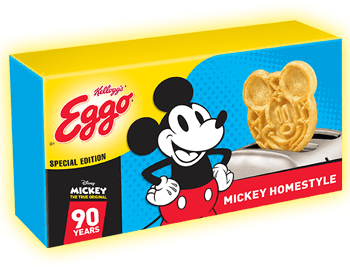 Kellogg's
Eggo
SPECIAL EDITION
Disney
MICKEY
THE TRUE ORIGINAL
90
YEARS
MICKEY HOMESTYLE